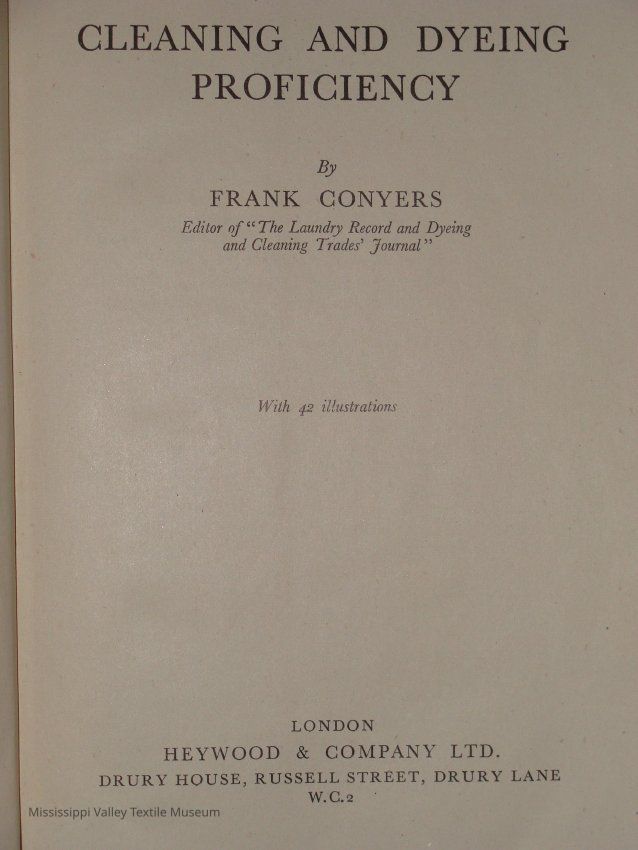 CLEANING AND DYEING
PROFICIENCY
By
FRANK CONYERS
Editor of "The Laundry Record and Dyeing
and Cleaning Trades' Journal"
With 42 illustrations
LONDON
HEYWOOD & COMPANY LTD.
DRURY HOUSE, RUSSELL STREET, DRURY LANE
W.C.2
Mississippi Valley Textile Museum